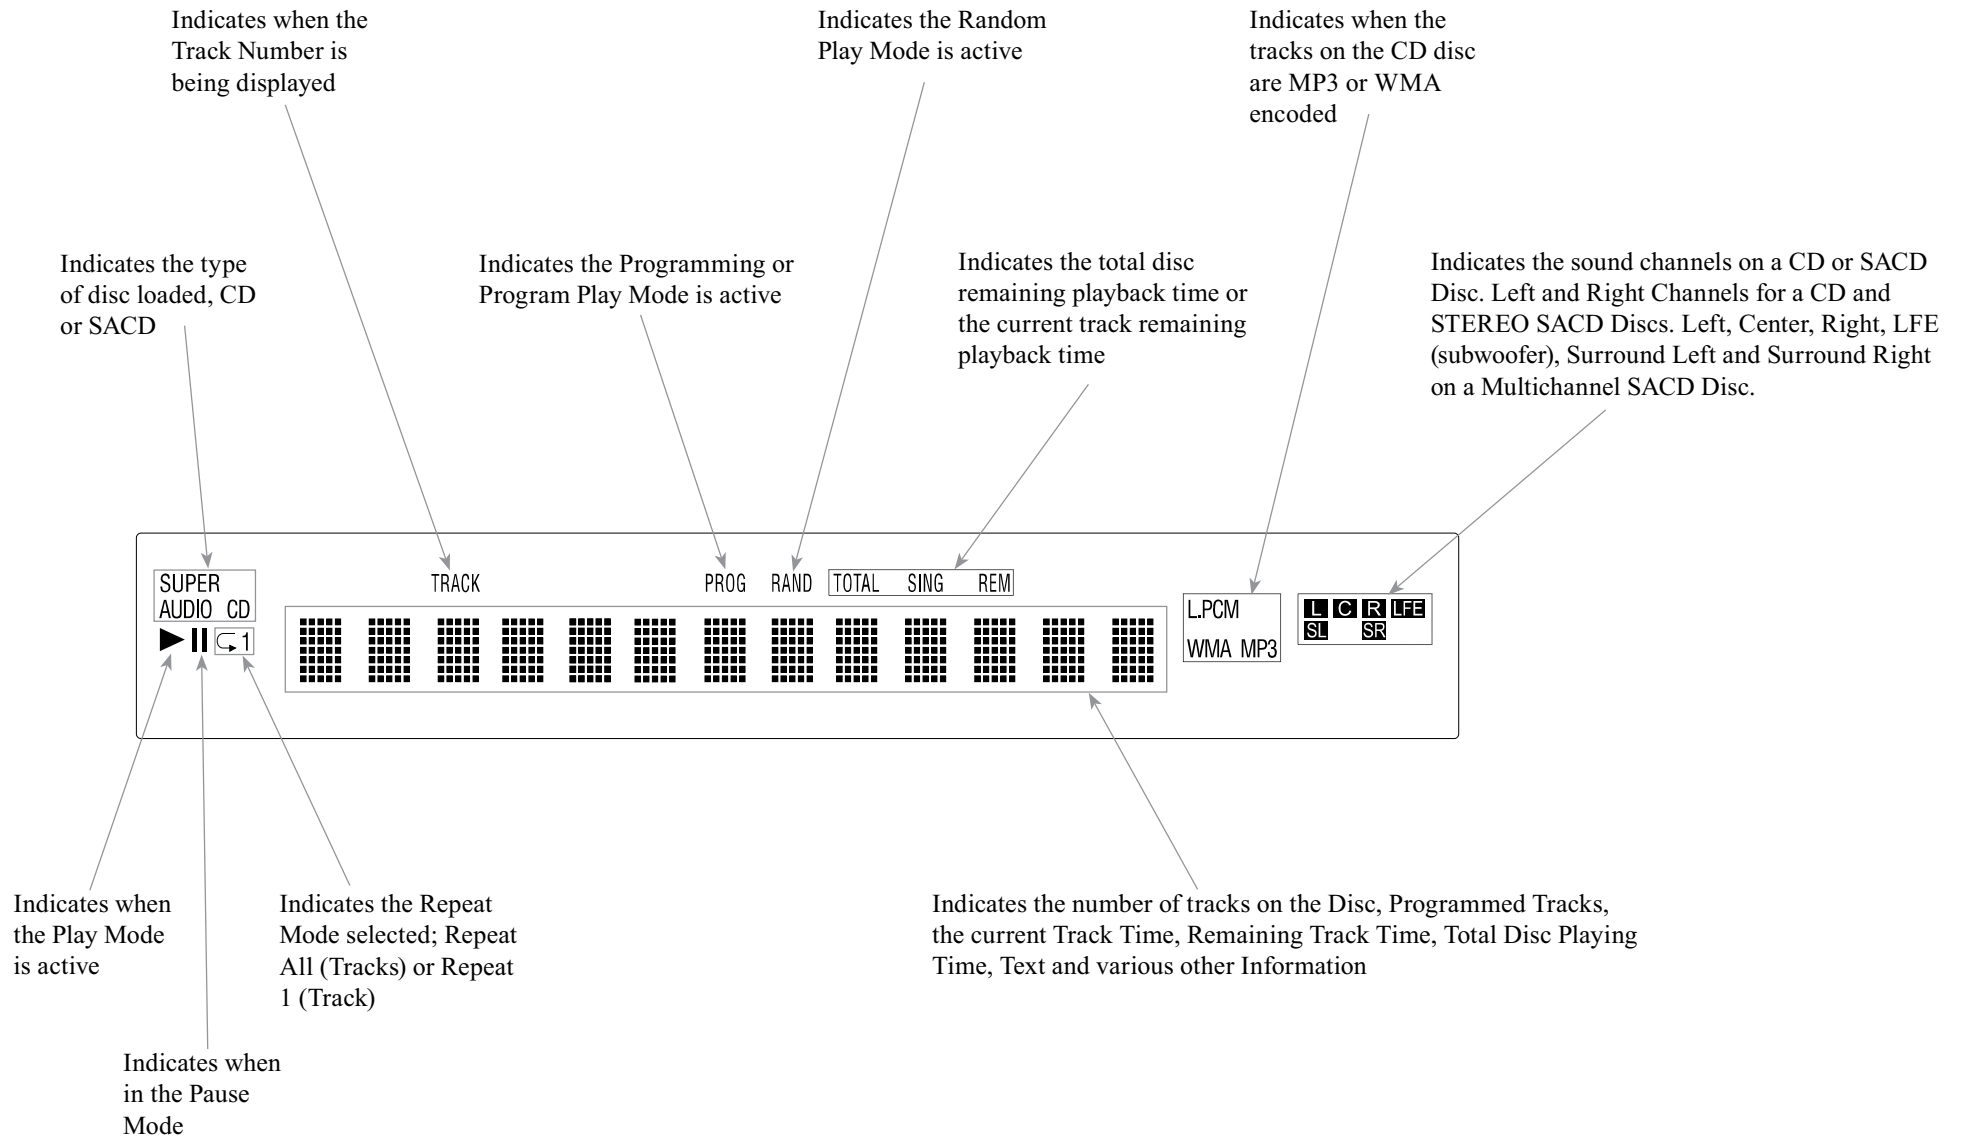 Indicates when the
Track Number is
being displayed
Indicates the Random
Play Mode is active
Indicates when the
tracks on the CD disc
are MP3 or WMA
encoded
Indicates the type
of disc loaded, CD
or SACD
Indicates the Programming or
Program Play Mode is active
Indicates the total disc
remaining playback time or
the current track remaining
playback time
Indicates the sound channels on a CD or SACD
Disc. Left and Right Channels for a CD and
STEREO SACD Discs. Left, Center, Right, LFE
(subwoofer), Surround Left and Surround Right
on a Multichannel SACD Disc.
SUPER
AUDIO CD
1
TRACK
PROG
RAND
TOTAL SING REM
L.PCM
WMA MP3
L C R LFE
SL SR
Indicates when
the Play Mode
is active
Indicates the Repeat
Mode selected; Repeat
All (Tracks) or Repeat
1 (Track)
Indicates the number of tracks on the Disc, Programmed Tracks,
the current Track Time, Remaining Track Time, Total Disc Playing
Time, Text and various other Information
Indicates when
in the Pause
Mode